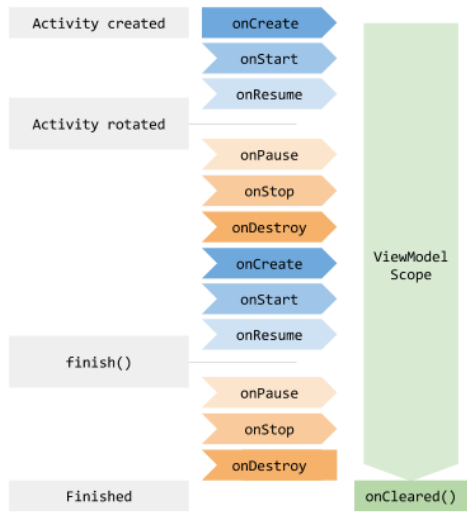 Activity created
onCreate
onStart
onResume
Activity rotated
onPause
onStop
onDestroy
onCreate
onStart
onResume
ViewModel
Scope
finish()
onPause
onStop
onDestroy
Finished
onCleared()